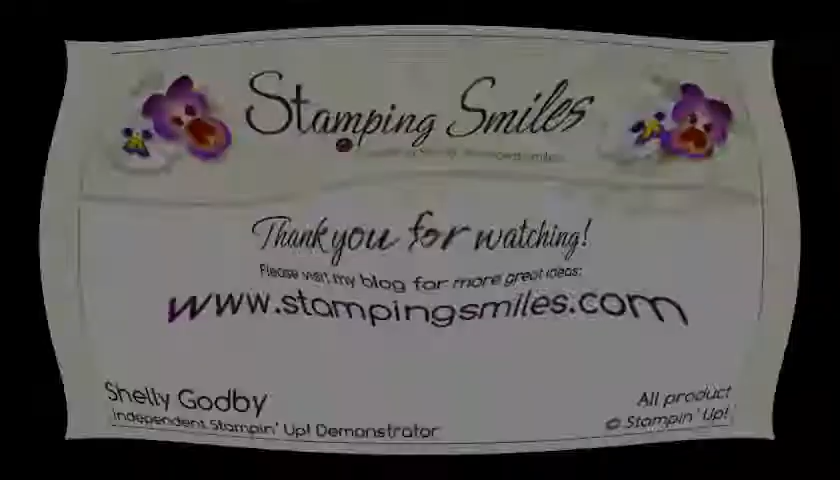 Stamping Smiles
Thank you for watching!
Please visit my blog for more great ideas:
www.stampingsmiles.com
Shelly Godby
Independent Stampin' Up! Demonstrator
All product
© Stampin' Up!